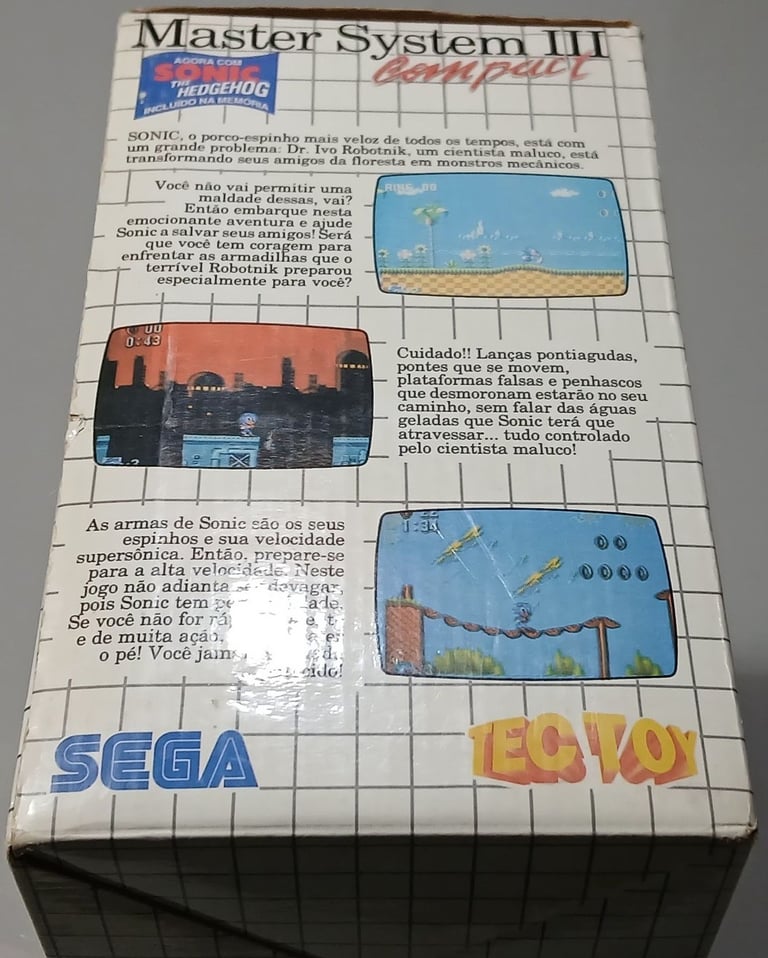 Master System III
Compact
AGORA COM
SONIC
THE
HEDGEHOG
INCLUÍDO NA MEMÓRIA
SONIC, o porco-espinho mais veloz de todos os tempos, está com
um grande problema: Dr. Ivo Robotnik, um cientista maluco, está
transformando seus amigos da floresta em monstros mecânicos.
Você não vai permitir uma
maldade dessas, vai?
Então embarque nesta
emocionante aventura e ajude
Sonic a salvar seus amigos! Será
que você tem coragem para
enfrentar as armadilhas que o
terrível Robotnik preparou
especialmente para você?
0:43
Cuidado!! Lanças pontiagudas,
pontes que se movem,
plataformas falsas e penhascos
que desmoronam estarão no seu
caminho, sem falar das águas
geladas que Sonic terá que
atravessar... tudo controlado
pelo cientista maluco!
As armas de Sonic são os seus
espinhos e sua velocidade
supersônica. Então, prepare-se
para a alta velocidade. Neste
jogo não adianta devagar,
pois Sonic tem
Se você não for
e de muita ação,
o pé! Você
1:34
SEGA
TEC TOY